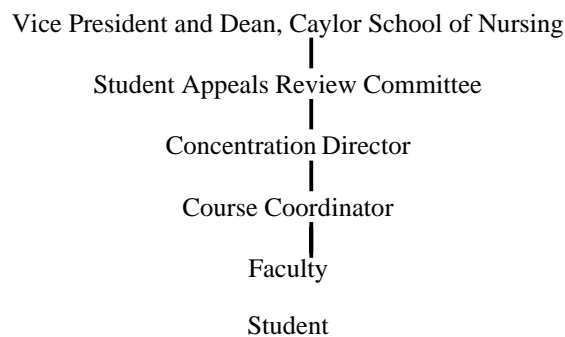 Vice President and Dean, Caylor School of Nursing
Student Appeals Review Committee
Concentration Director
Course Coordinator
Faculty
Student